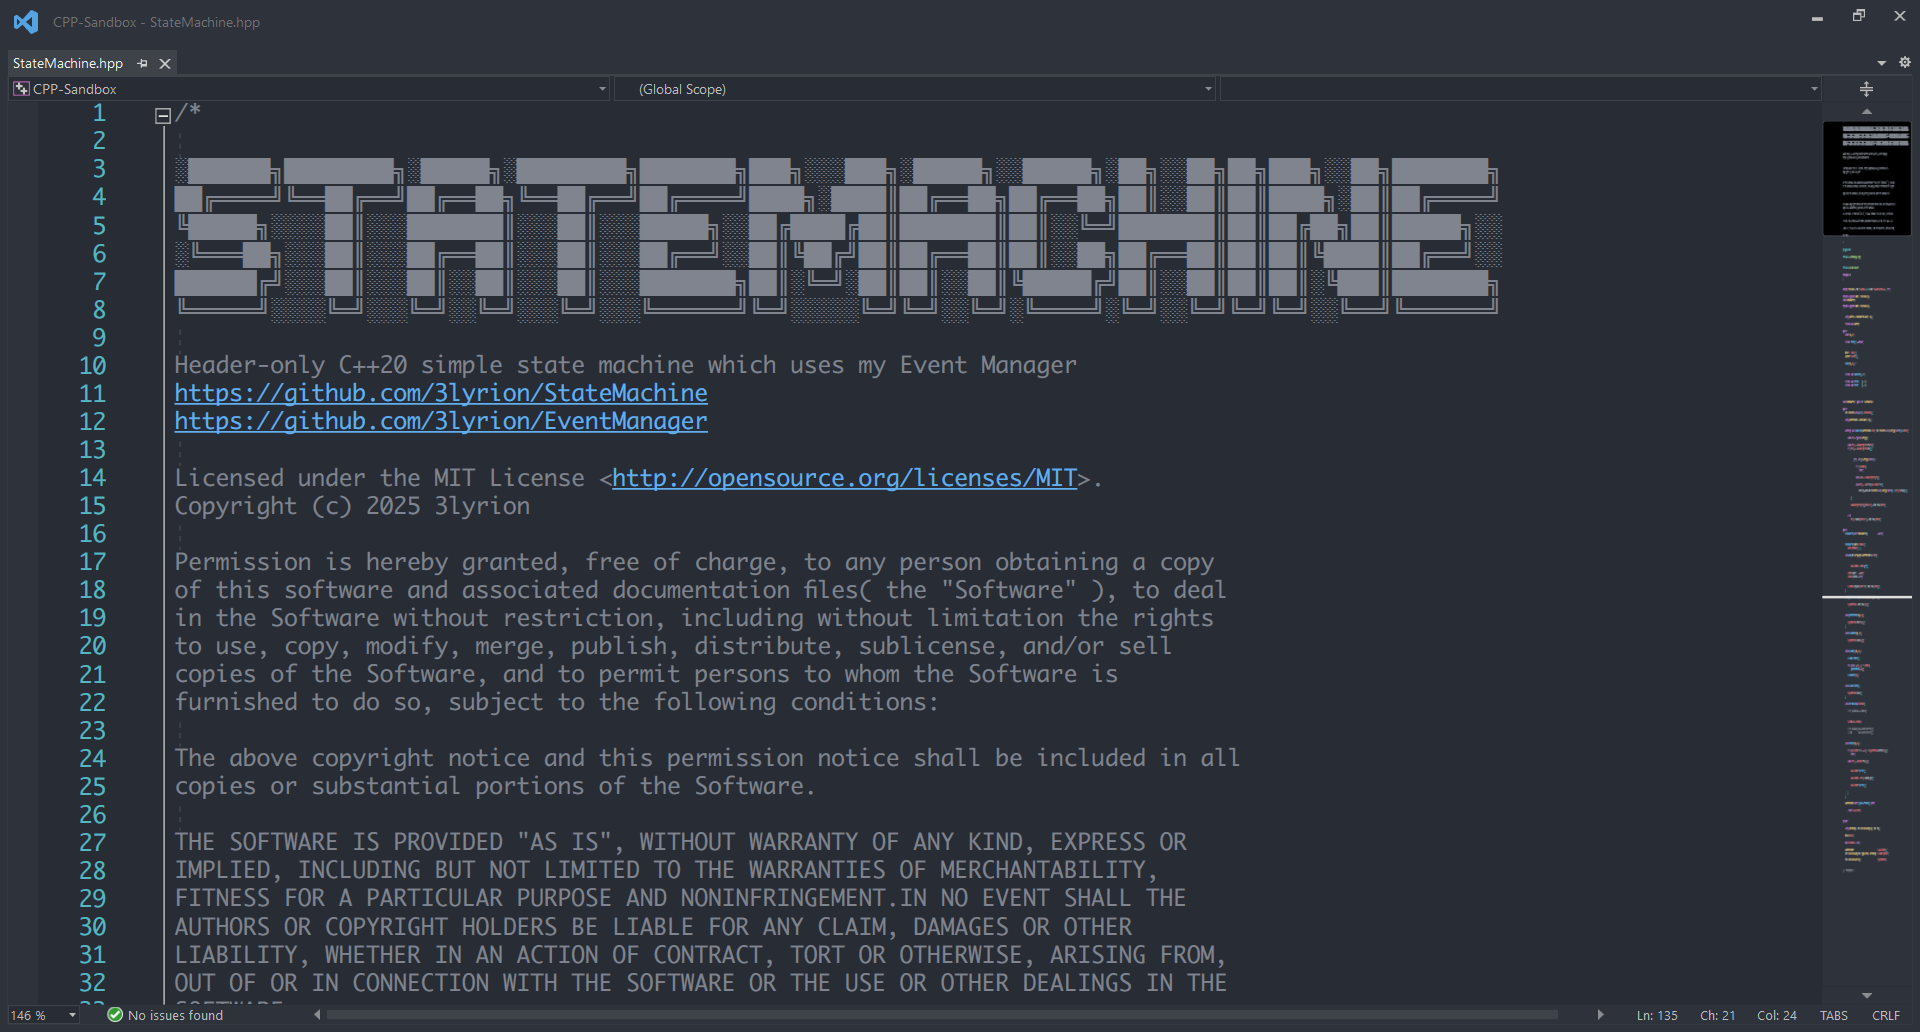 CPP-Sandbox - StateMachine.hpp
StateMachine.hpp
CPP-Sandbox
(Global Scope)
1 /*
2
3
4
5
6
7
8
STATEMACHINE
9
10 Header-only C++20 simple state machine which uses my Event Manager
11 https://github.com/3lyrion/StateMachine
12 https://github.com/3lyrion/EventManager
13
14 Licensed under the MIT License <http://opensource.org/licenses/MIT>.
15 Copyright (c) 2025 3lyrion
16
17 Permission is hereby granted, free of charge, to any person obtaining a copy
18 of this software and associated documentation files( the "Software" ), to deal
19 in the Software without restriction, including without limitation the rights
20 to use, copy, modify, merge, publish, distribute, sublicense, and/or sell
21 copies of the Software, and to permit persons to whom the Software is
22 furnished to do so, subject to the following conditions:
23
24 The above copyright notice and this permission notice shall be included in all
25 copies or substantial portions of the Software.
26
27 THE SOFTWARE IS PROVIDED "AS IS", WITHOUT WARRANTY OF ANY KIND, EXPRESS OR
28 IMPLIED, INCLUDING BUT NOT LIMITED TO THE WARRANTIES OF MERCHANTABILITY,
29 FITNESS FOR A PARTICULAR PURPOSE AND NONINFRINGEMENT.IN NO EVENT SHALL THE
30 AUTHORS OR COPYRIGHT HOLDERS BE LIABLE FOR ANY CLAIM, DAMAGES OR OTHER
31 LIABILITY, WHETHER IN AN ACTION OF CONTRACT, TORT OR OTHERWISE, ARISING FROM,
32 OUT OF OR IN CONNECTION WITH THE SOFTWARE OR THE USE OR OTHER DEALINGS IN THE
146 %
No issues found
Ln: 135 Ch: 21 Col: 24 TABS CRLF